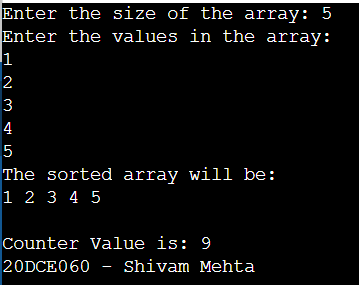 Enter the size of the array: 5
Enter the values in the array:
1
2
3
4
5
The sorted array will be:
1 2 3 4 5
Counter Value is: 9
20DCE060 - Shivam Mehta